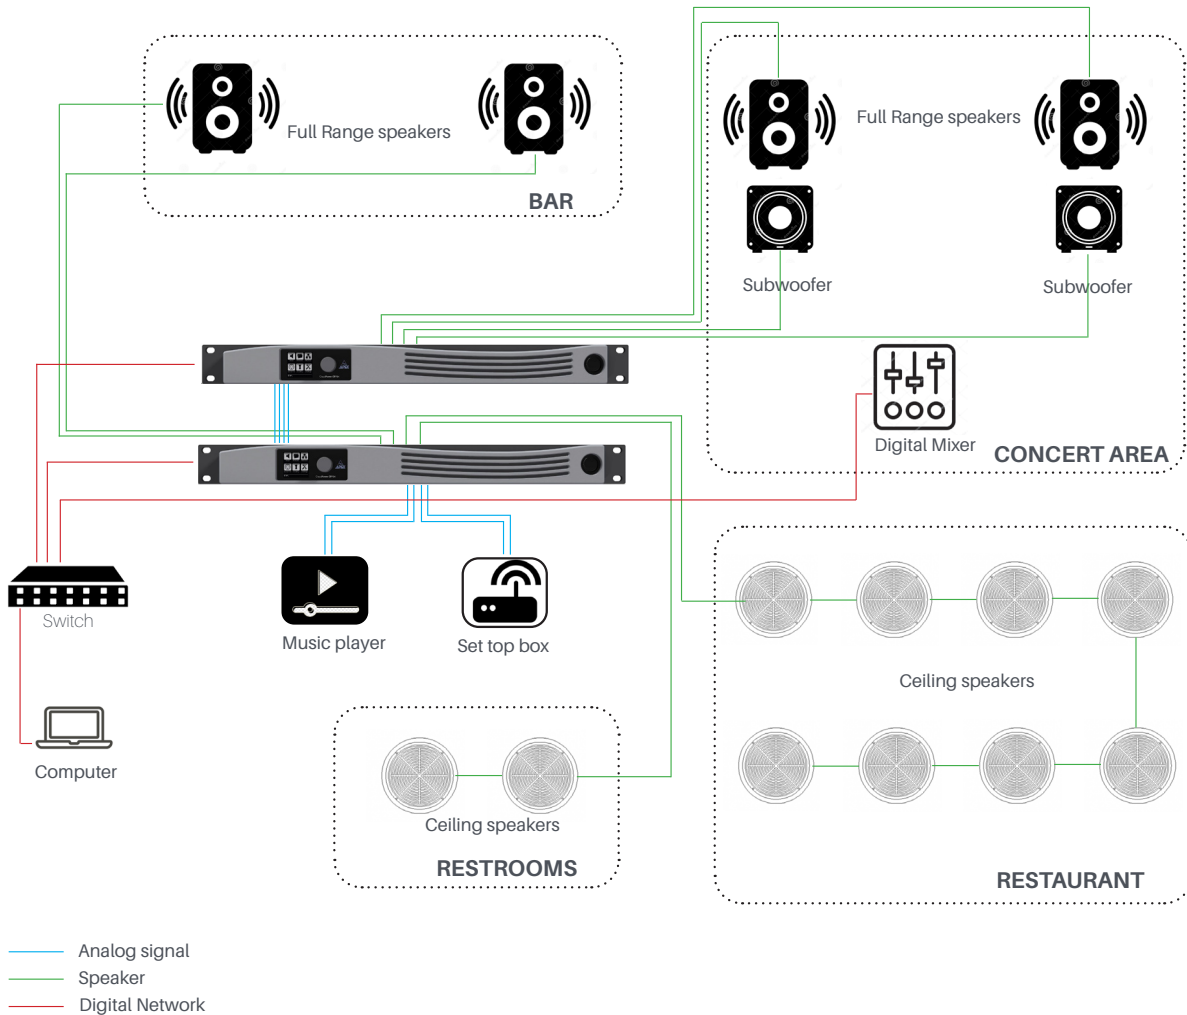 Full Range speakers
BAR
Full Range speakers
Subwoofer
Subwoofer
Digital Mixer
CONCERT AREA
Switch
Music player
Set top box
Computer
Ceiling speakers
RESTAURANT
Ceiling speakers
RESTROOMS
Analog signal
Speaker
Digital Network